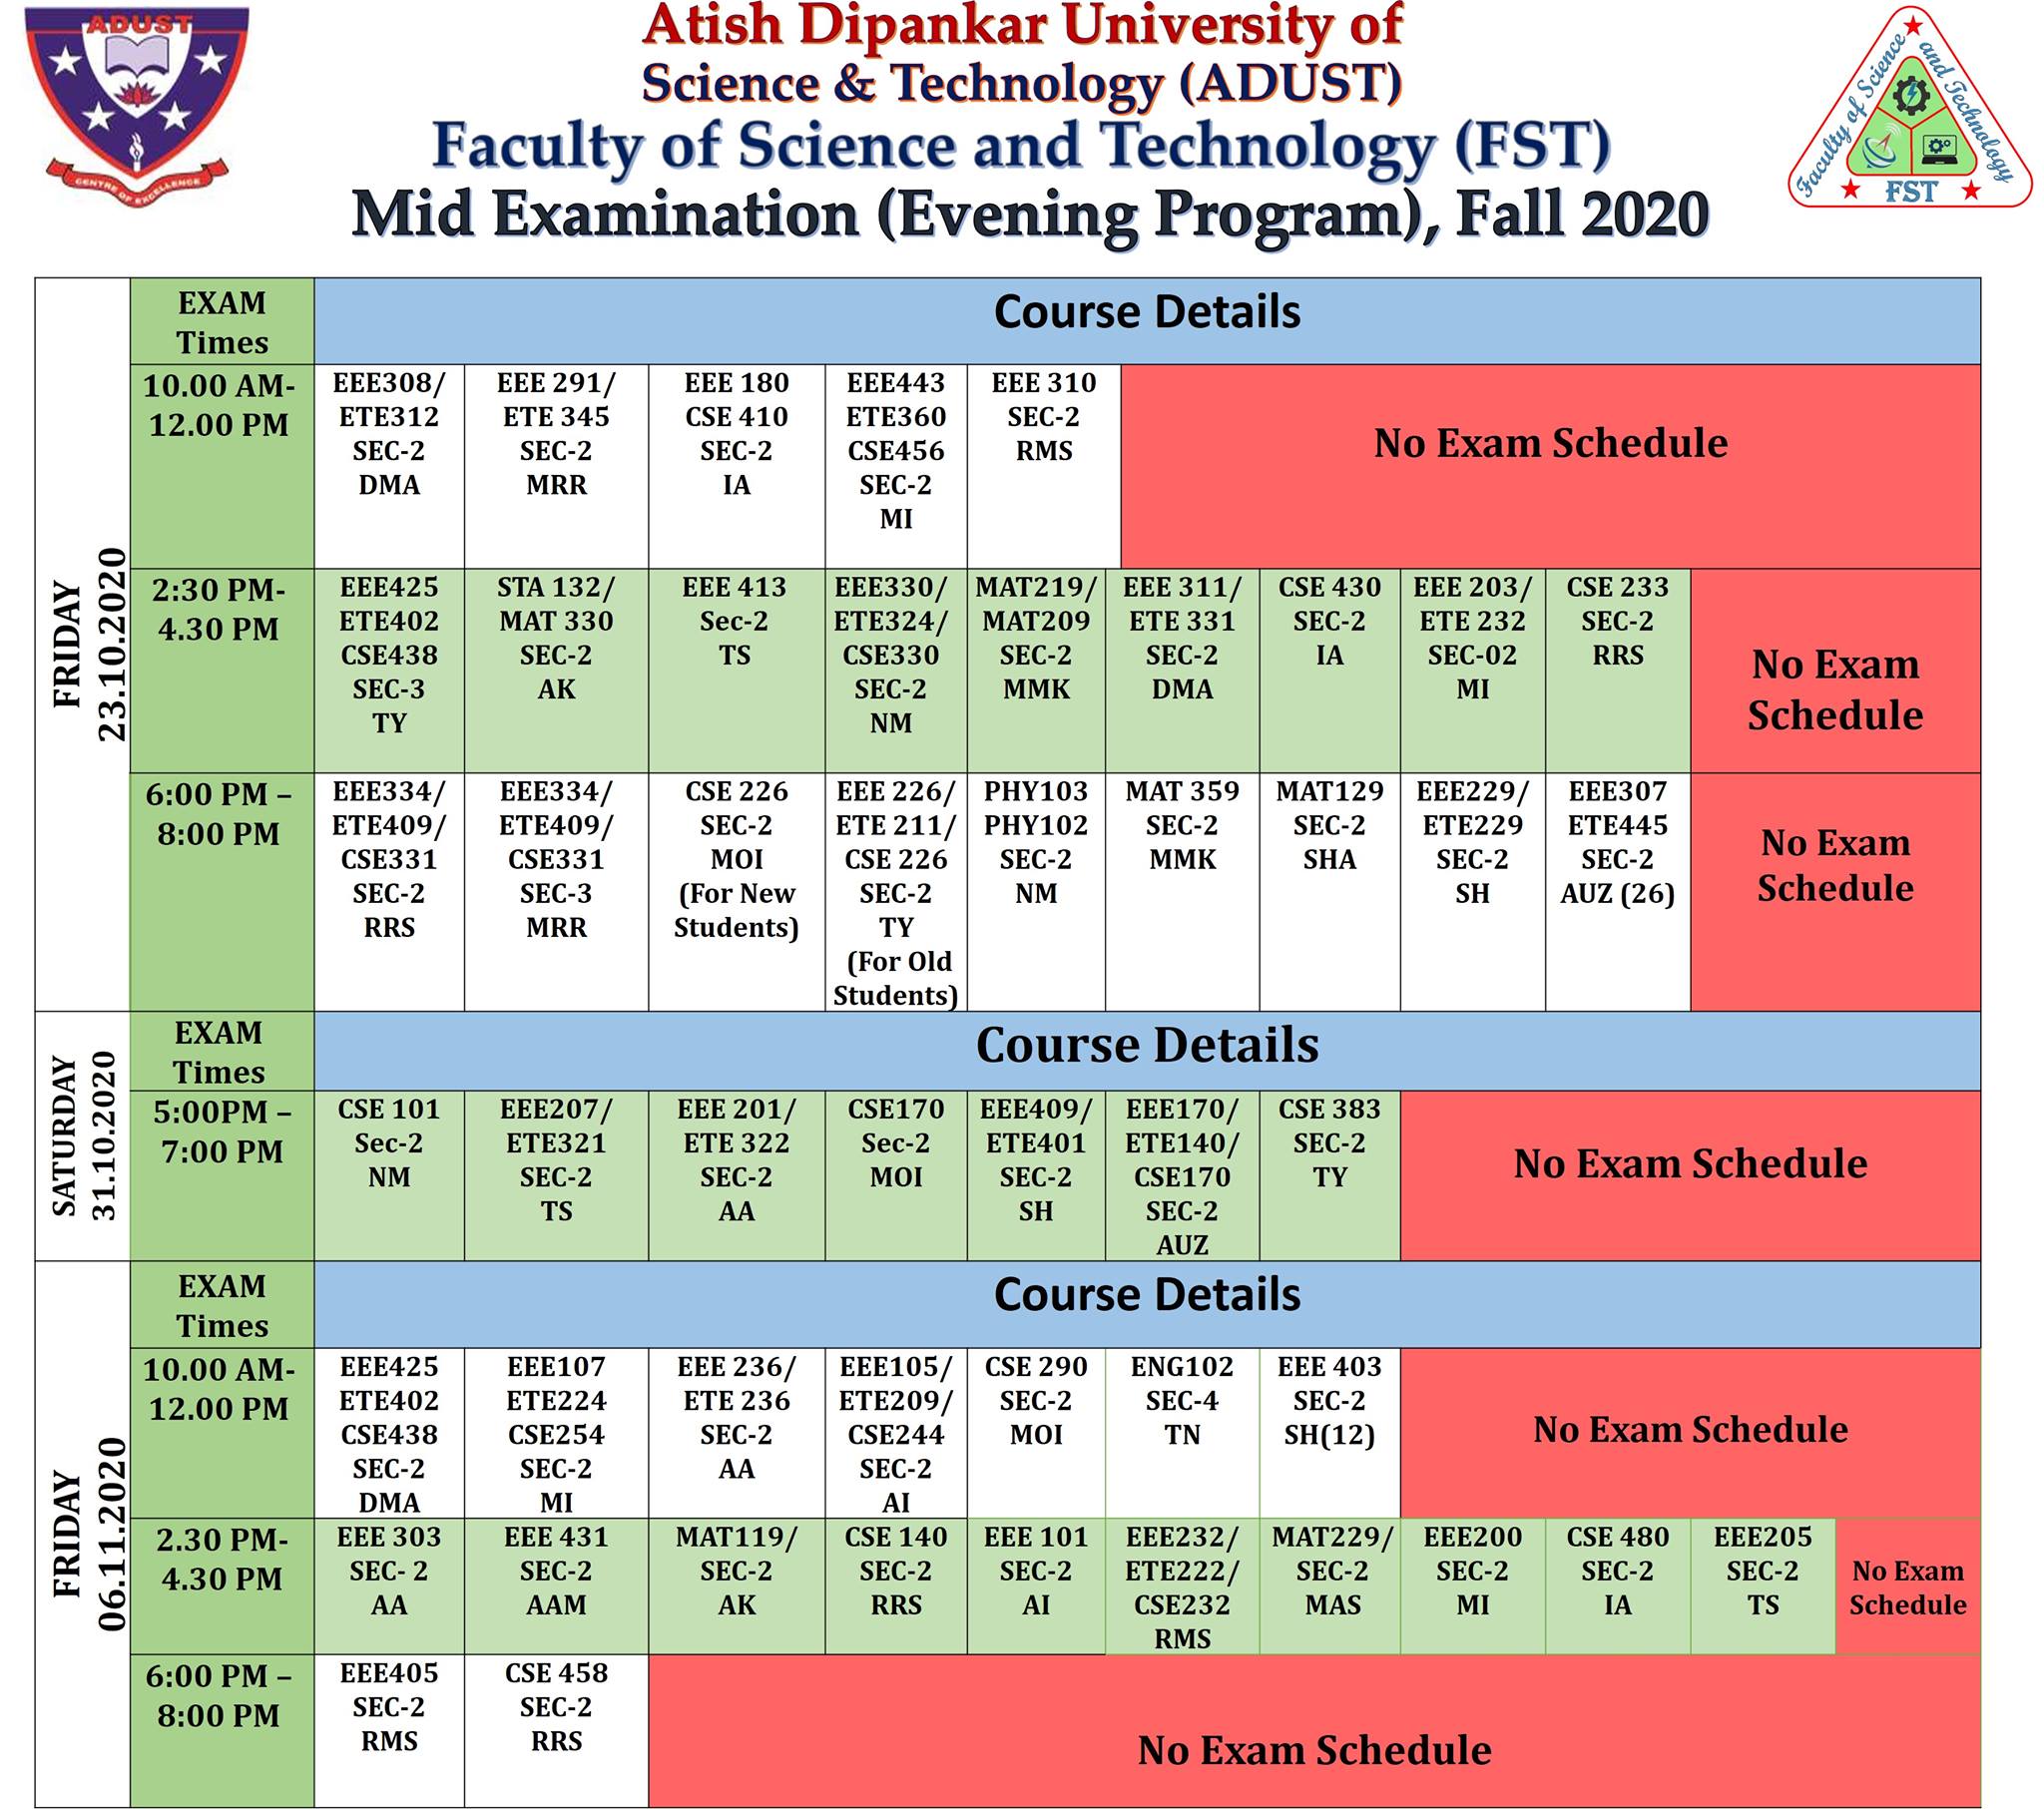 ADUST
CENTRE OF EXCELLENCE
Atish Dipankar University of
Science & Technology (ADUST)
Faculty of Science and Technology (FST)
Mid Examination (Evening Program), Fall 2020
Faculty of Science and Technology
FST
FRIDAY
23.10.2020
EXAM
Times
Course Details
10.00 AM-
12.00 PM
EEE308/
ETE312
SEC-2
DMA
EEE 291/
ETE 345
SEC-2
MRR
EEE 180
CSE 410
SEC-2
IA
EEE443
ETE360
CSE456
SEC-2
MI
EEE 310
SEC-2
RMS
No Exam Schedule
2:30 PM-
4.30 PM
EEE425
ETE402
CSE438
SEC-3
TY
STA 132/
MAT 330
SEC-2
AK
EEE 413
Sec-2
TS
EEE330/
ETE324/
CSE330
SEC-2
NM
MAT219/
MAT209
SEC-2
MMK
EEE 311/
ETE 331
SEC-2
DMA
CSE 430
SEC-2
IA
EEE 203/
ETE 232
SEC-02
MI
CSE 233
SEC-2
RRS
No Exam
Schedule
6:00 PM –
8:00 PM
EEE334/
ETE409/
CSE331
SEC-2
RRS
EEE334/
ETE409/
CSE331
SEC-3
MRR
CSE 226
SEC-2
MOI
(For New
Students)
EEE 226/
ETE 211/
CSE 226
SEC-2
TY
(For Old
Students)
PHY103
PHY102
SEC-2
NM
MAT 359
SEC-2
MMK
MAT129
SEC-2
SHA
EEE229/
ETE229
SEC-2
SH
EEE307
ETE445
SEC-2
AUZ (26)
No Exam
Schedule
SATURDAY
31.10.2020
EXAM
Times
Course Details
5:00PM –
7:00 PM
CSE 101
Sec-2
NM
EEE207/
ETE321
SEC-2
TS
EEE 201/
ETE 322
SEC-2
AA
CSE170
Sec-2
MOI
EEE409/
ETE401
SEC-2
SH
EEE170/
ETE140/
CSE170
SEC-2
AUZ
CSE 383
SEC-2
TY
No Exam Schedule
FRIDAY
06.11.2020
EXAM
Times
Course Details
10.00 AM-
12.00 PM
EEE425
ETE402
CSE438
SEC-2
DMA
EEE107
ETE224
CSE254
SEC-2
MI
EEE 236/
ETE 236
SEC-2
AA
EEE105/
ETE209/
CSE244
SEC-2
AI
CSE 290
SEC-2
MOI
ENG102
SEC-4
TN
EEE 403
SEC-2
SH(12)
No Exam Schedule
2.30 PM-
4.30 PM
EEE 303
SEC- 2
AA
EEE 431
SEC-2
AAM
MAT119/
SEC-2
AK
CSE 140
SEC-2
RRS
EEE 101
SEC-2
AI
EEE232/
ETE222/
CSE232
RMS
MAT229/
SEC-2
MAS
EEE200
SEC-2
MI
CSE 480
SEC-2
IA
EEE205
SEC-2
TS
No Exam
Schedule
6:00 PM –
8:00 PM
EEE405
SEC-2
RMS
CSE 458
SEC-2
RRS
No Exam Schedule